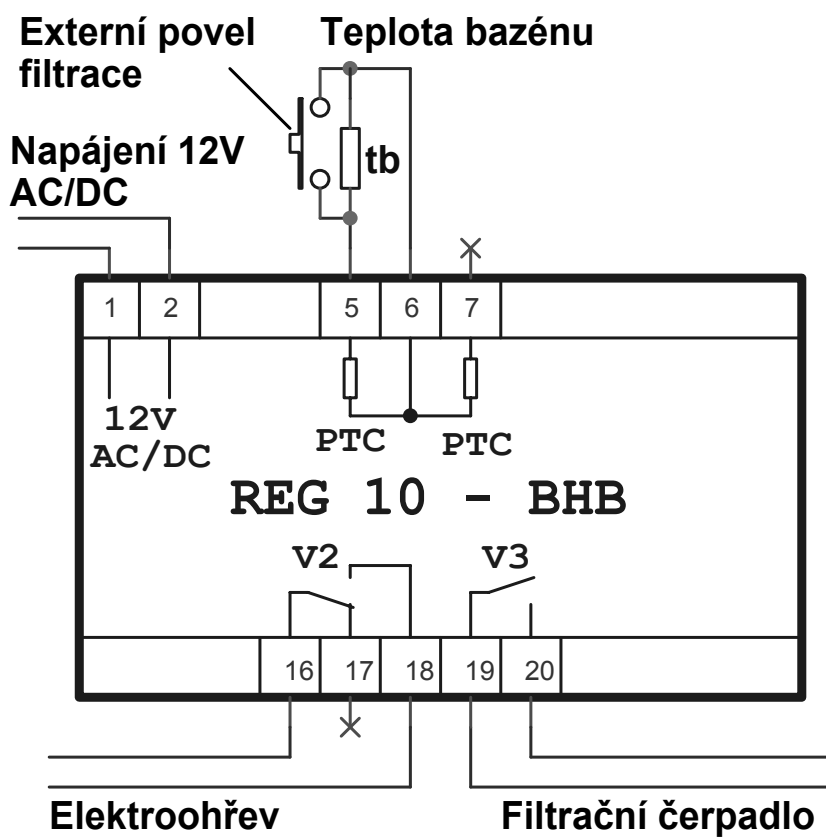 Externí povel
filtrace
Teplota bazénu
Napájení 12V
AC/DC
tb
1 2 5 6 7
12V
AC/DC
PTC PTC
REG 10 - BHB
V2 V3
16 17 18 19 20
Elektroohřev Filtrační čerpadlo